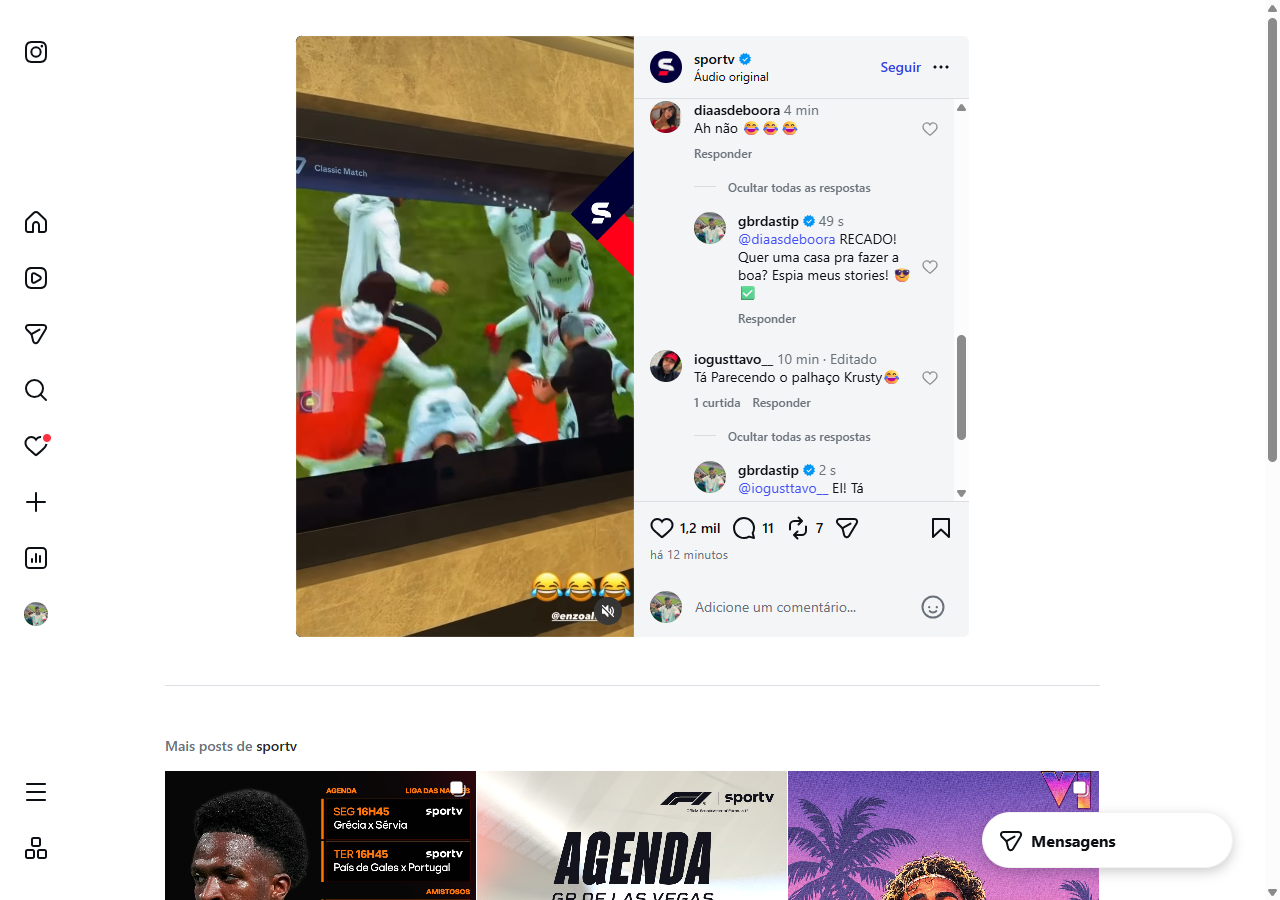 Classic Match
@enzoal.
sportv
Áudio original
Seguir
diaasdeboora 4 min
Ah não 😂😂😂
Responder
Ocultar todas as respostas
gbrdastip 49 s
@diaasdeboora RECADO!
Quer uma casa pra fazer a
boa? Espia meus stories! 😎
✅
Responder
iogusttavo__ 10 min · Editado
Tá Parecendo o palhaço Krusty😂
1 curtida Responder
Ocultar todas as respostas
gbrdastip 2 s
@iogusttavo__ EI! Tá
1,2 mil 11 7
há 12 minutos
Adicione um comentário...
Mais posts de sportv
AGENDA LIGA DAS NA
SEG 16H45 sportv
Grécia x Sérvia
TER 16H45 sportv
País de Gales x Portugal
AMISTOSOS
F1 sportv
AGENDA
GP DE LAS VEGAS
Mensagens